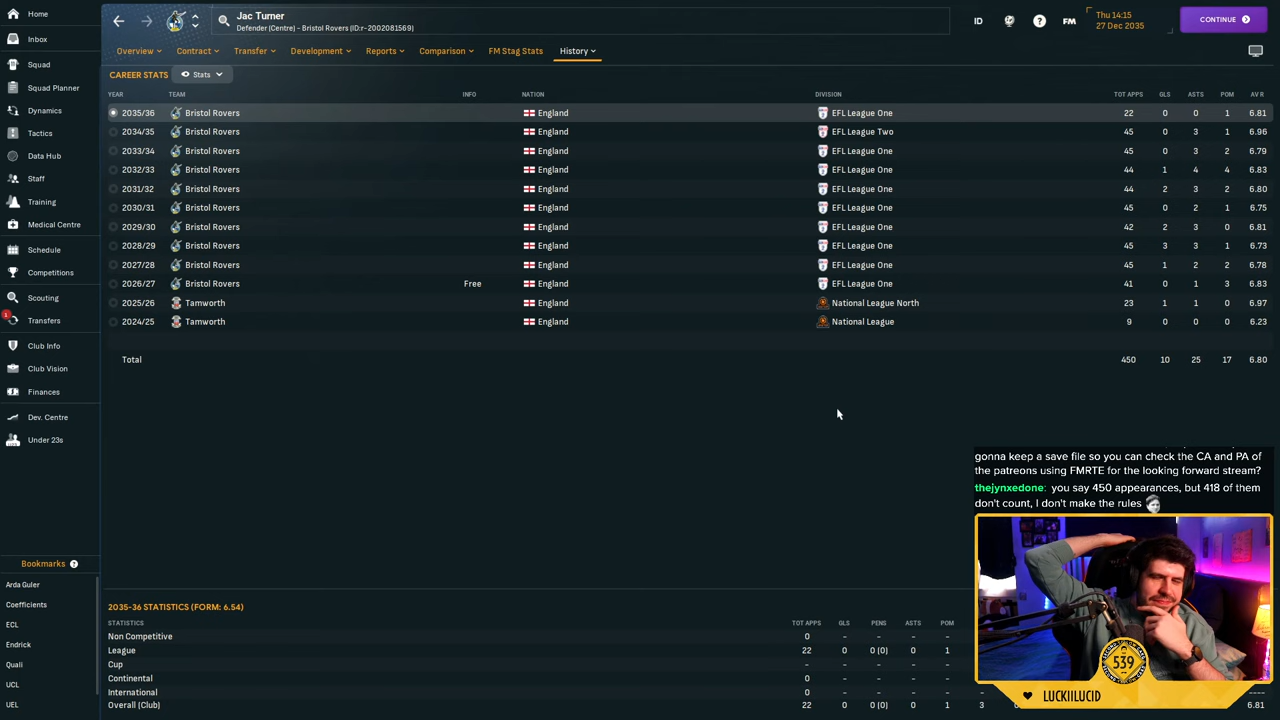 Home
Inbox
Squad
Squad Planner
Dynamics
Tactics
Data Hub
Staff
Training
Medical Centre
Schedule
Competitions
Scouting
1
Transfers
Club Info
Club Vision
Finances
Dev. Centre
Under 23s
Bookmarks ?
Arda Guler
Coefficients
ECL
Endrick
Quali
UCL
UEL
Jac Turner
Defender (Centre) - Bristol Rovers (ID:r-2002081569)
ID ? FM
Thu 14:15
27 Dec 2035
CONTINUE
Overview Contract Transfer Development Reports Comparison FM Stag Stats History
CAREER STATS Stats
YEAR TEAM INFO NATION DIVISION TOT APPS GLS ASTS POM AV R
2035/36 Bristol Rovers England EFL League One 22 0 0 1 6.81
2034/35 Bristol Rovers England EFL League Two 45 0 3 1 6.96
2033/34 Bristol Rovers England EFL League One 45 0 3 2 6.79
2032/33 Bristol Rovers England EFL League One 44 1 4 4 6.83
2031/32 Bristol Rovers England EFL League One 44 2 3 2 6.80
2030/31 Bristol Rovers England EFL League One 45 0 2 1 6.75
2029/30 Bristol Rovers England EFL League One 42 2 3 0 6.81
2028/29 Bristol Rovers England EFL League One 45 3 3 1 6.73
2027/28 Bristol Rovers England EFL League One 45 1 2 2 6.78
2026/27 Bristol Rovers Free England EFL League One 41 0 1 3 6.83
2025/26 Tamworth England National League North 23 1 1 0 6.97
2024/25 Tamworth England National League 9 0 0 0 6.23
Total 450 10 25 17 6.80
gonna keep a save file so you can check the CA and PA of
the patreons using FMRTE for the looking forward stream?
thejynxedone: you say 450 appearances, but 418 of them
don't count, I don't make the rules
2035-36 STATISTICS (FORM: 6.54)
STATISTICS TOT APPS GLS PENS ASTS POM
Non Competitive 0 - - - -
League 22 0 0 (0) 0 1
Cup - - - - -
Continental 0 - - - -
International 0 - - - -
Overall (Club) 22 0 0 (0) 0 1 3 6.81
539
LUCKIILUCID